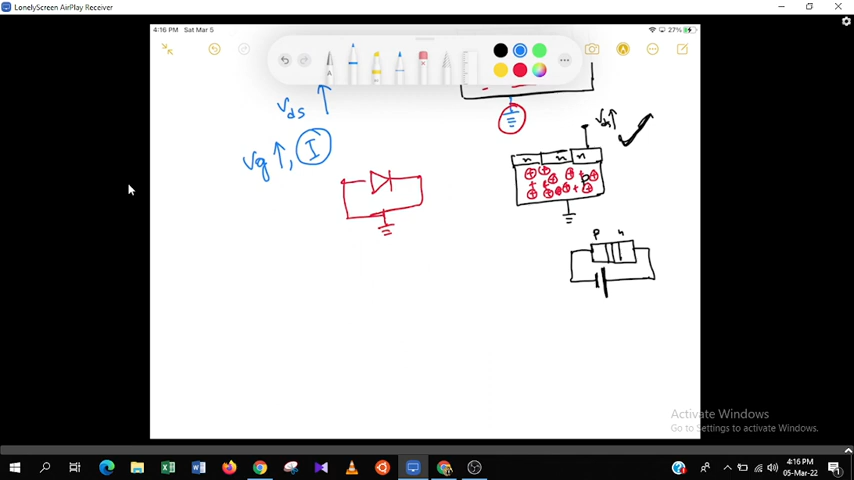 LonelyScreen AirPlay Receiver
4:16 PM Sat Mar 5
27%
A
Vds ↑
Vg ↑, I
Vds ↑
n n n
p
p n
Activate Windows
Go to Settings to activate Windows.
4:16 PM
05-Mar-22